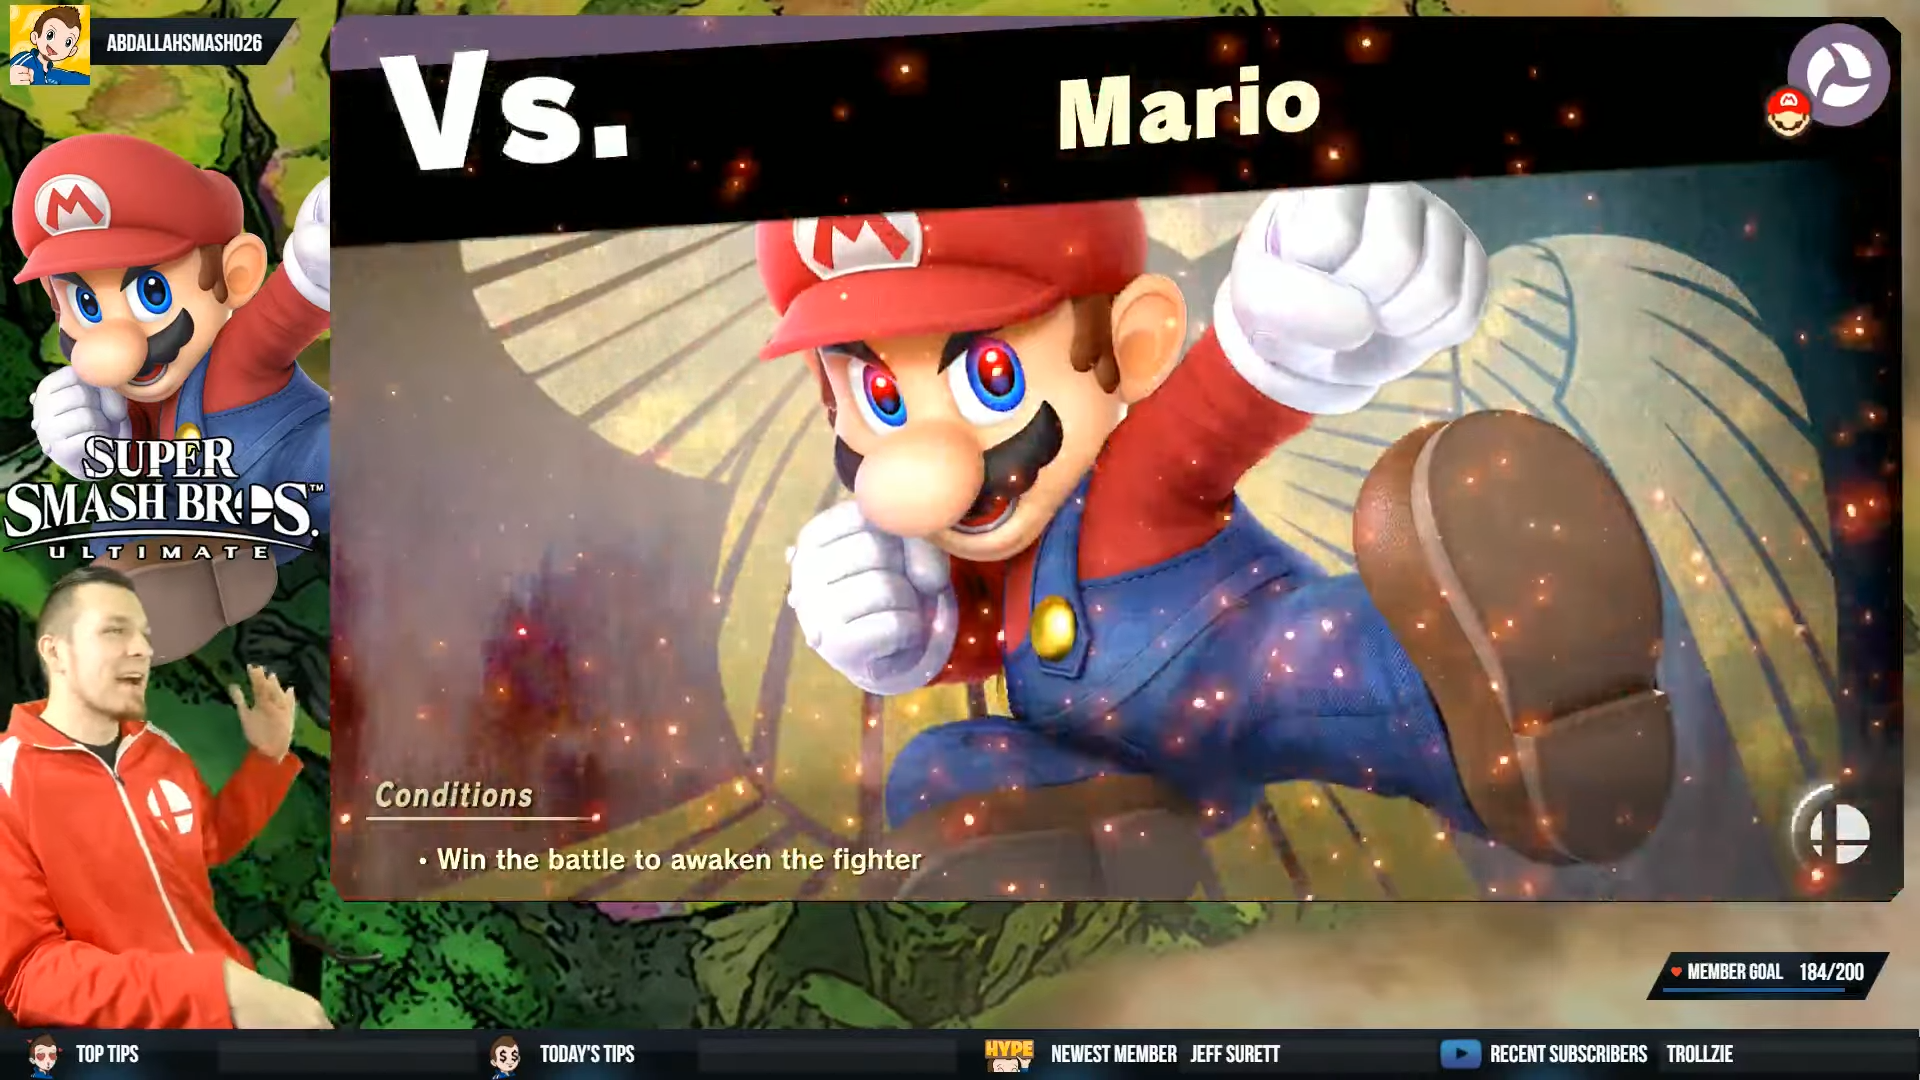 ABDALLAHSMASH026
Vs.
Mario
M
M
M
SUPER
SMASH BROS.™
ULTIMATE
Conditions
• Win the battle to awaken the fighter
MEMBER GOAL 184/200
TOP TIPS
TODAY'S TIPS
HYPE
NEWEST MEMBER JEFF SURETT
RECENT SUBSCRIBERS TROLLZIE